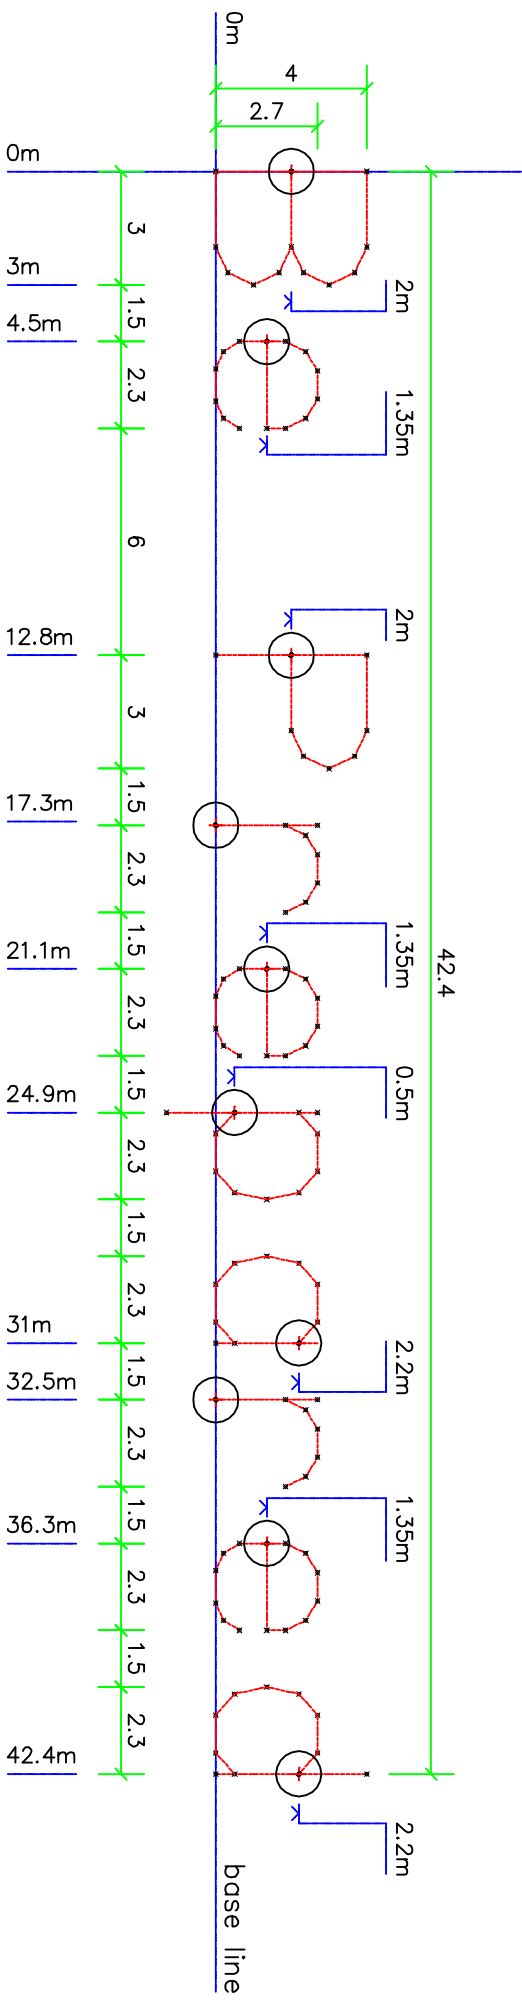 42.4
2m 1.35m 2m 1.35m 0.5m 2.2m 1.35m 2.2m
4
2.7
Be Prepared
0m base line
3 1.5 2.3 6 3 1.5 2.3 1.5 2.3 1.5 2.3 1.5 2.3 1.5 2.3 1.5 2.3 1.5 2.3
0m
3m
4.5m
12.8m
17.3m
21.1m
24.9m
31m
32.5m
36.3m
42.4m